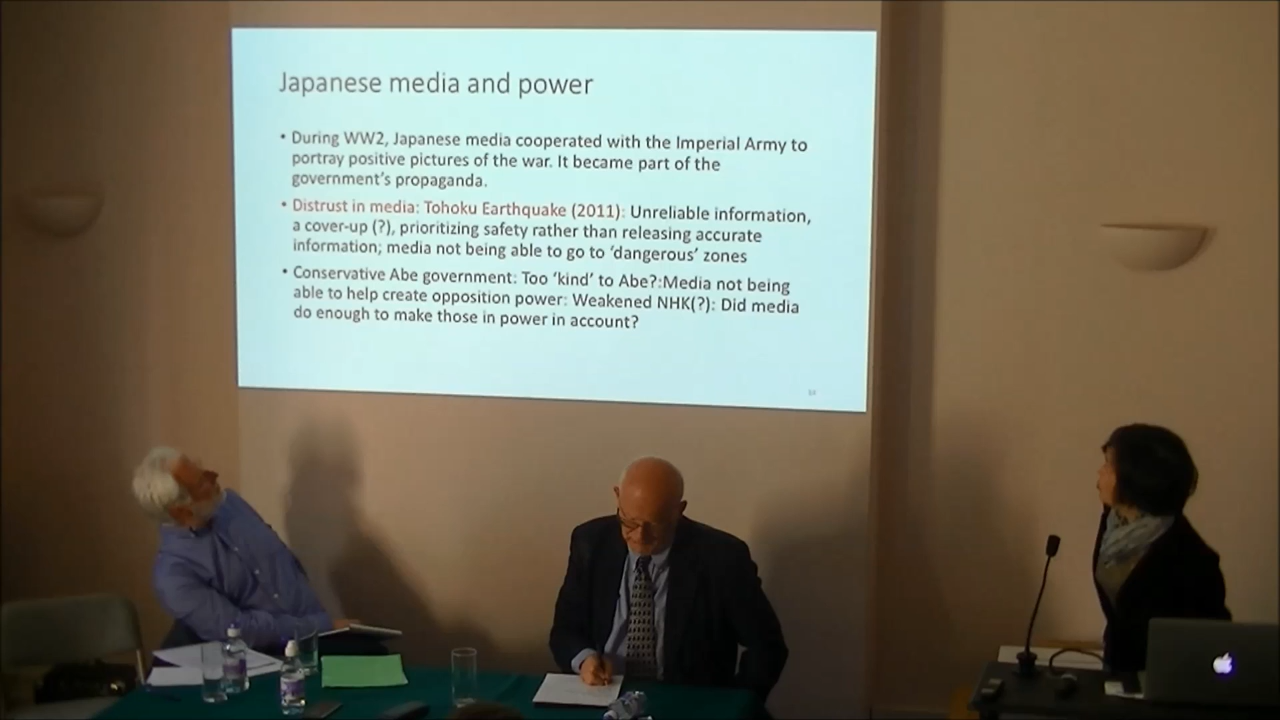 Japanese media and power
• During WW2, Japanese media cooperated with the Imperial Army to
portray positive pictures of the war. It became part of the
government's propaganda.
• Distrust in media: Tohoku Earthquake (2011): Unreliable information,
a cover-up (?), prioritizing safety rather than releasing accurate
information; media not being able to go to 'dangerous' zones
• Conservative Abe government: Too 'kind' to Abe?:Media not being
able to help create opposition power: Weakened NHK(?): Did media
do enough to make those in power in account?